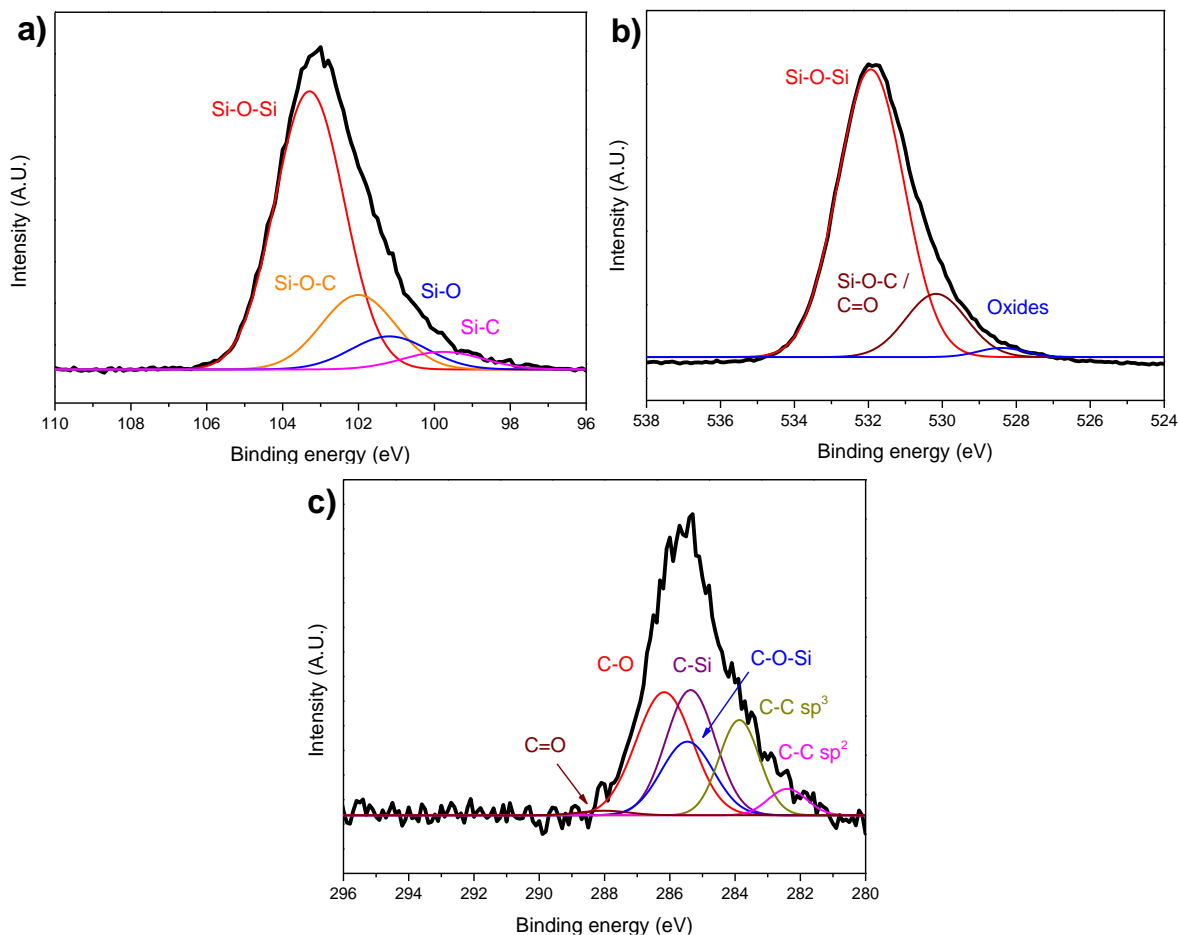 a)
Intensity (A.U.)
Si-O-Si
Si-O-C
Si-O
Si-C
110 108 106 104 102 100 98 96
Binding energy (eV)
b)
Intensity (A.U.)
Si-O-Si
Si-O-C /
C=O
Oxides
538 536 534 532 530 528 526 524
Binding energy (eV)
c)
Intensity (A.U.)
C-O
C-Si
C-O-Si
C-C sp³
C=O
C-C sp²
296 294 292 290 288 286 284 282 280
Binding energy (eV)